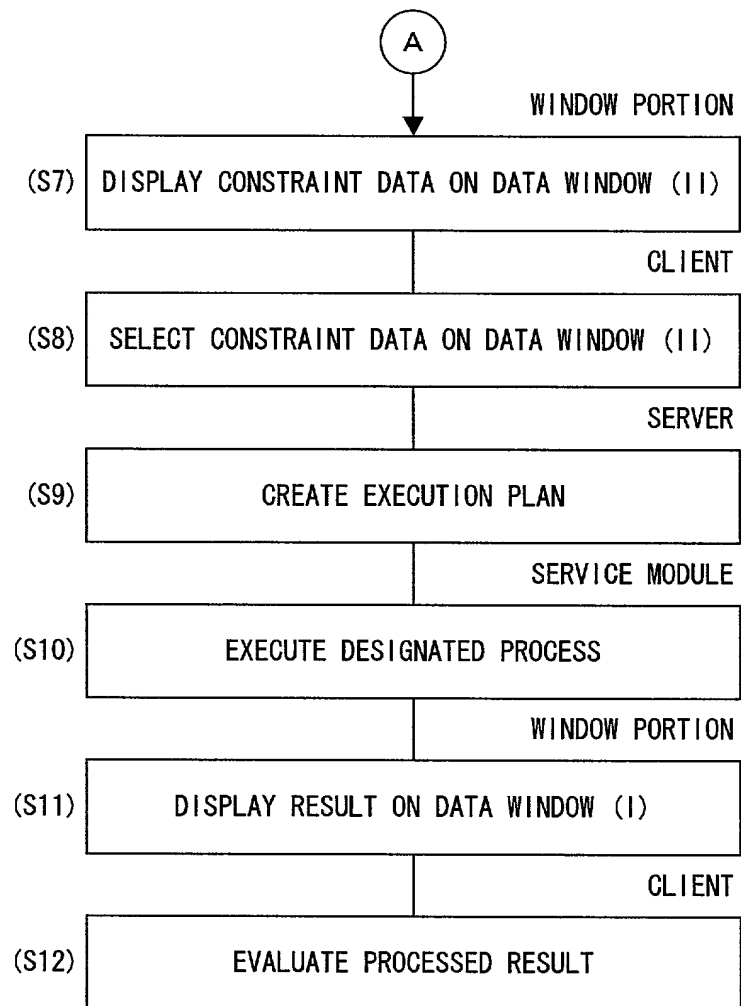 A
WINDOW PORTION
(S7) DISPLAY CONSTRAINT DATA ON DATA WINDOW (II)
CLIENT
(S8) SELECT CONSTRAINT DATA ON DATA WINDOW (II)
SERVER
(S9) CREATE EXECUTION PLAN
SERVICE MODULE
(S10) EXECUTE DESIGNATED PROCESS
WINDOW PORTION
(S11) DISPLAY RESULT ON DATA WINDOW (I)
CLIENT
(S12) EVALUATE PROCESSED RESULT